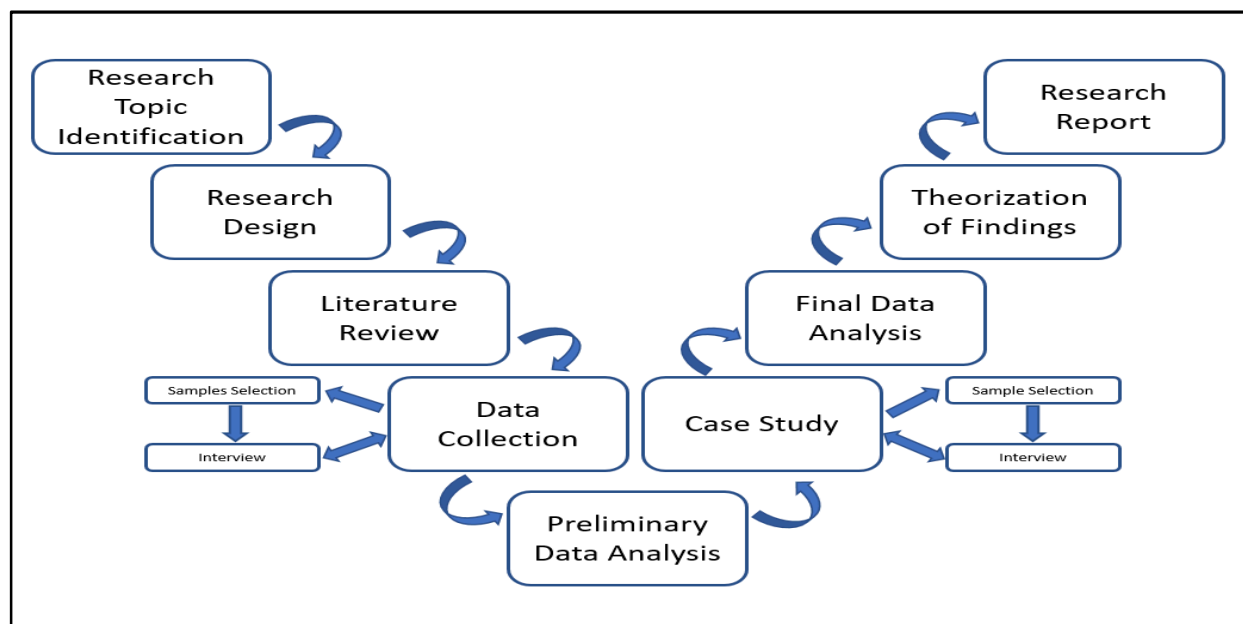 Research
Topic
Identification
Research
Design
Literature
Review
Samples Selection
Interview
Data
Collection
Preliminary
Data Analysis
Case Study
Sample Selection
Interview
Final Data
Analysis
Theorization
of Findings
Research
Report